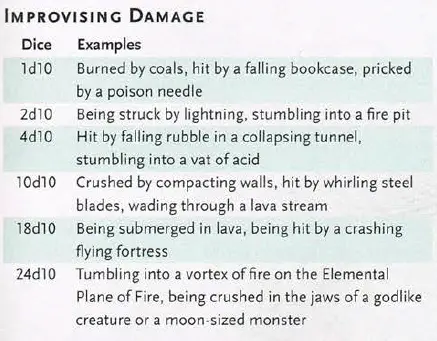 IMPROVISING DAMAGE
Dice Examples
1d10 Burned by coals, hit by a falling bookcase, pricked
by a poison needle
2d10 Being struck by lightning, stumbling into a fire pit
4d10 Hit by falling rubble in a collapsing tunnel,
stumbling into a vat of acid
10d10 Crushed by compacting walls, hit by whirling steel
blades, wading through a lava stream
18d10 Being submerged in lava, being hit by a crashing
flying fortress
24d10 Tumbling into a vortex of fire on the Elemental
Plane of Fire, being crushed in the jaws of a godlike
creature or a moon-sized monster